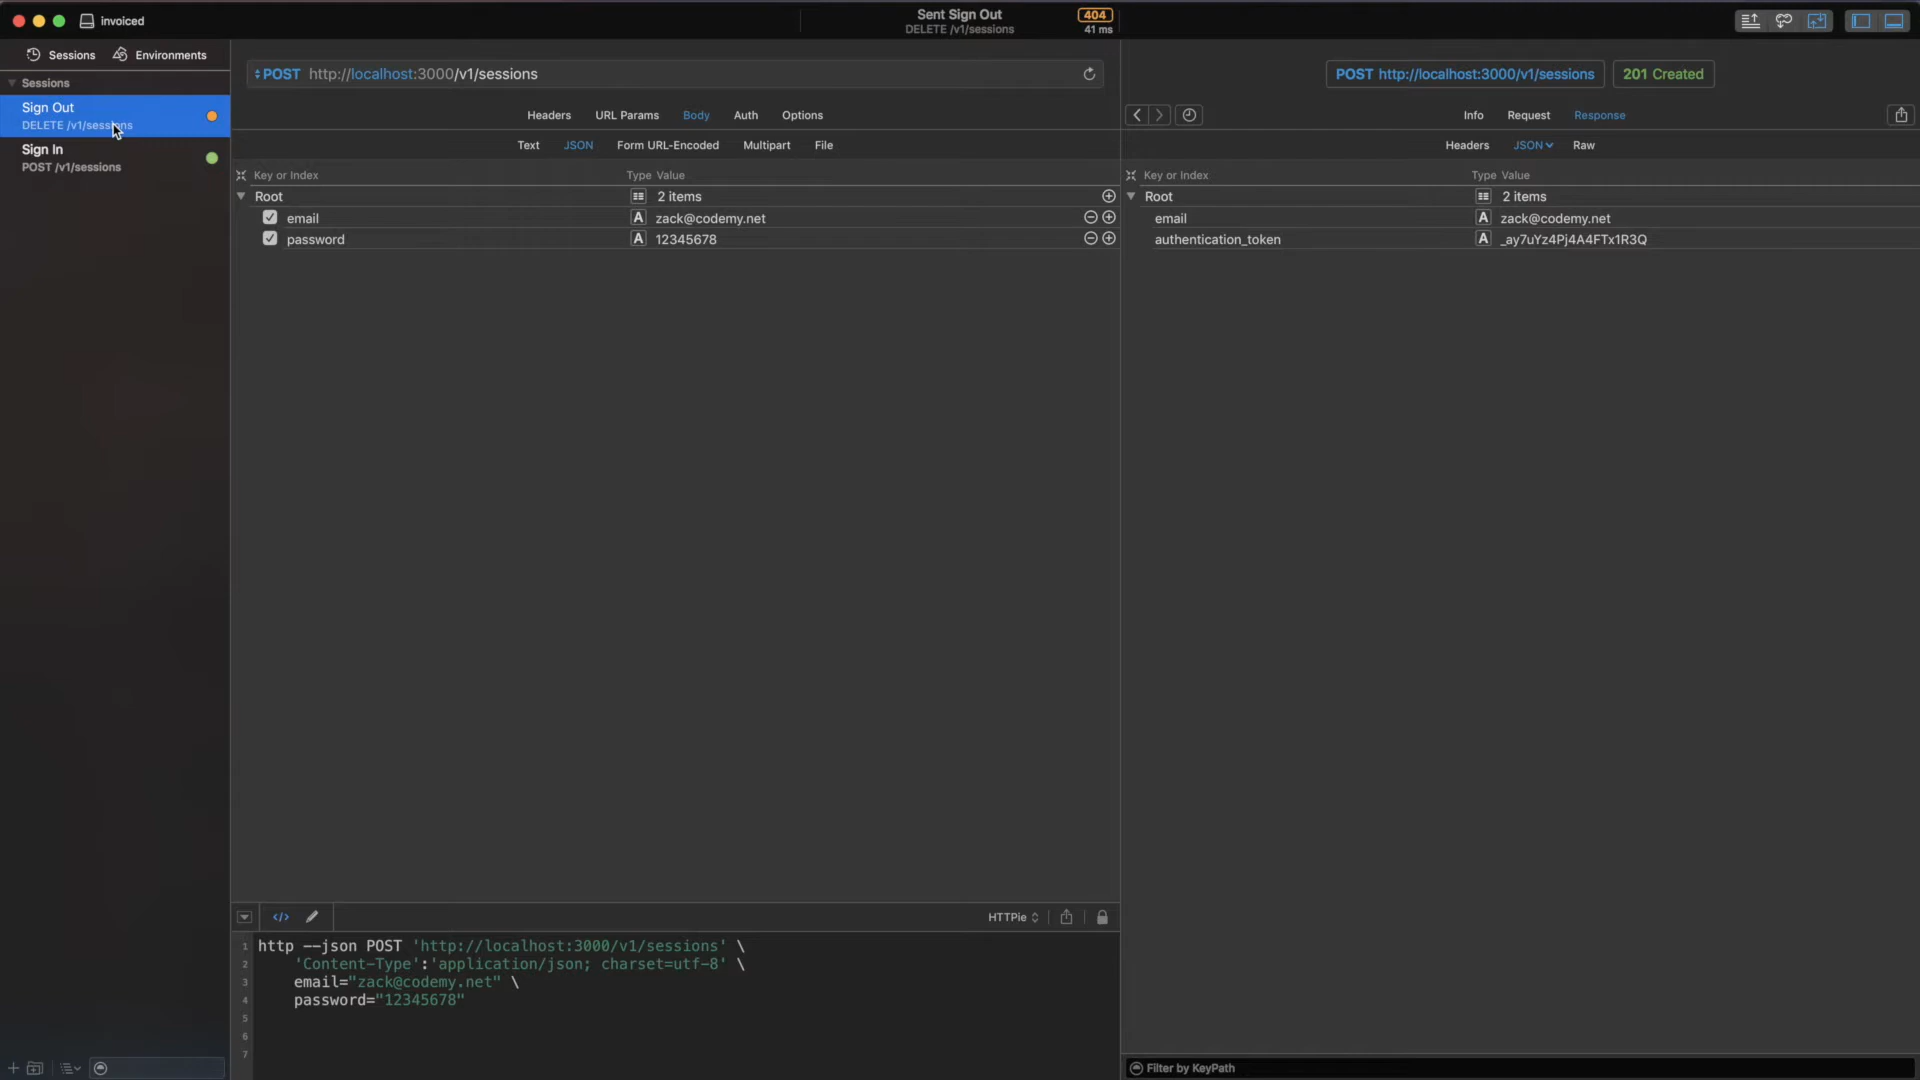 invoiced
Sent Sign Out
DELETE /v1/sessions
404
41 ms
Sessions
Environments
Sessions
Sign Out
DELETE /v1/sessions
Sign In
POST /v1/sessions
POST http://localhost:3000/v1/sessions
Headers URL Params Body Auth Options
Text JSON Form URL-Encoded Multipart File
Key or Index Type Value
Root 2 items
email A zack@codemy.net
password A 12345678
HTTPie
1 http --json POST 'http://localhost:3000/v1/sessions' \
2 'Content-Type':'application/json; charset=utf-8' \
3 email="zack@codemy.net" \
4 password="12345678"
5
6
7
POST http://localhost:3000/v1/sessions 201 Created
Info Request Response
Headers JSON Raw
Key or Index Type Value
Root 2 items
email A zack@codemy.net
authentication_token A _ay7uYz4Pj4A4FTx1R3Q
Filter by KeyPath